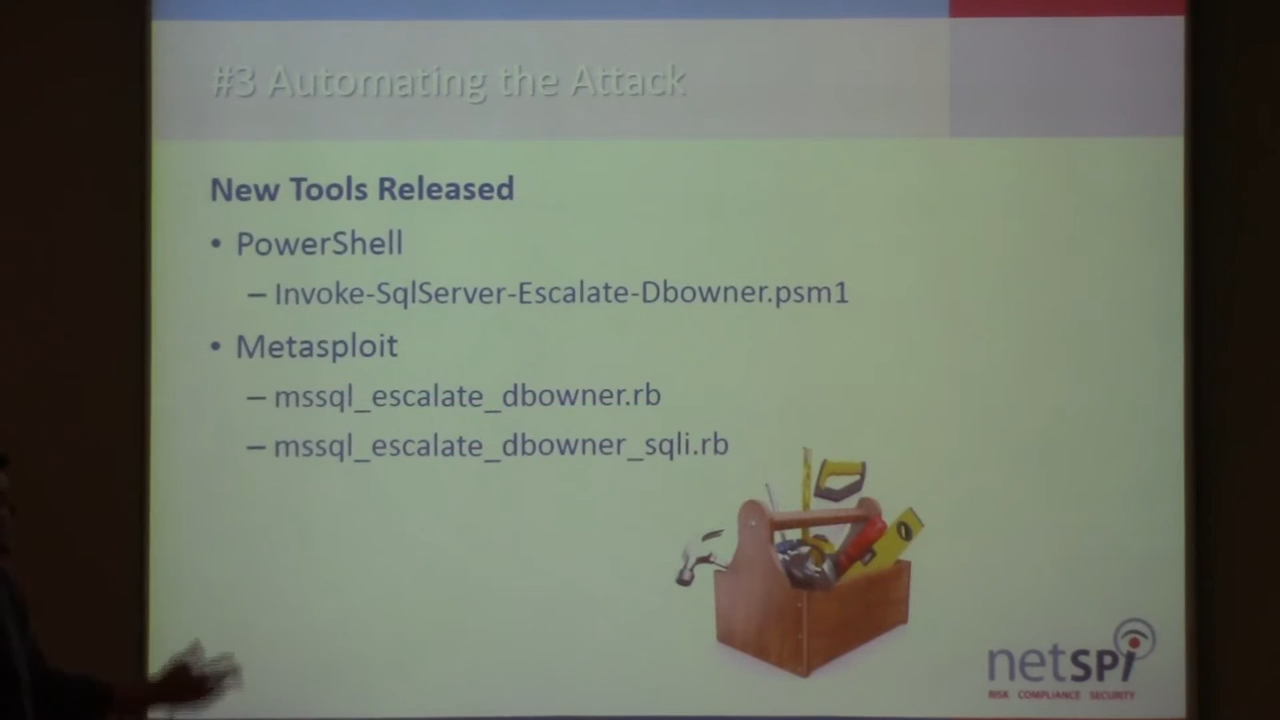 #3 Automating the Attack
New Tools Released
• PowerShell
– Invoke-SqlServer-Escalate-Dbowner.psm1
• Metasploit
– mssql_escalate_dbowner.rb
– mssql_escalate_dbowner_sqli.rb
netSPi
RISK COMPLIANCE SECURITY